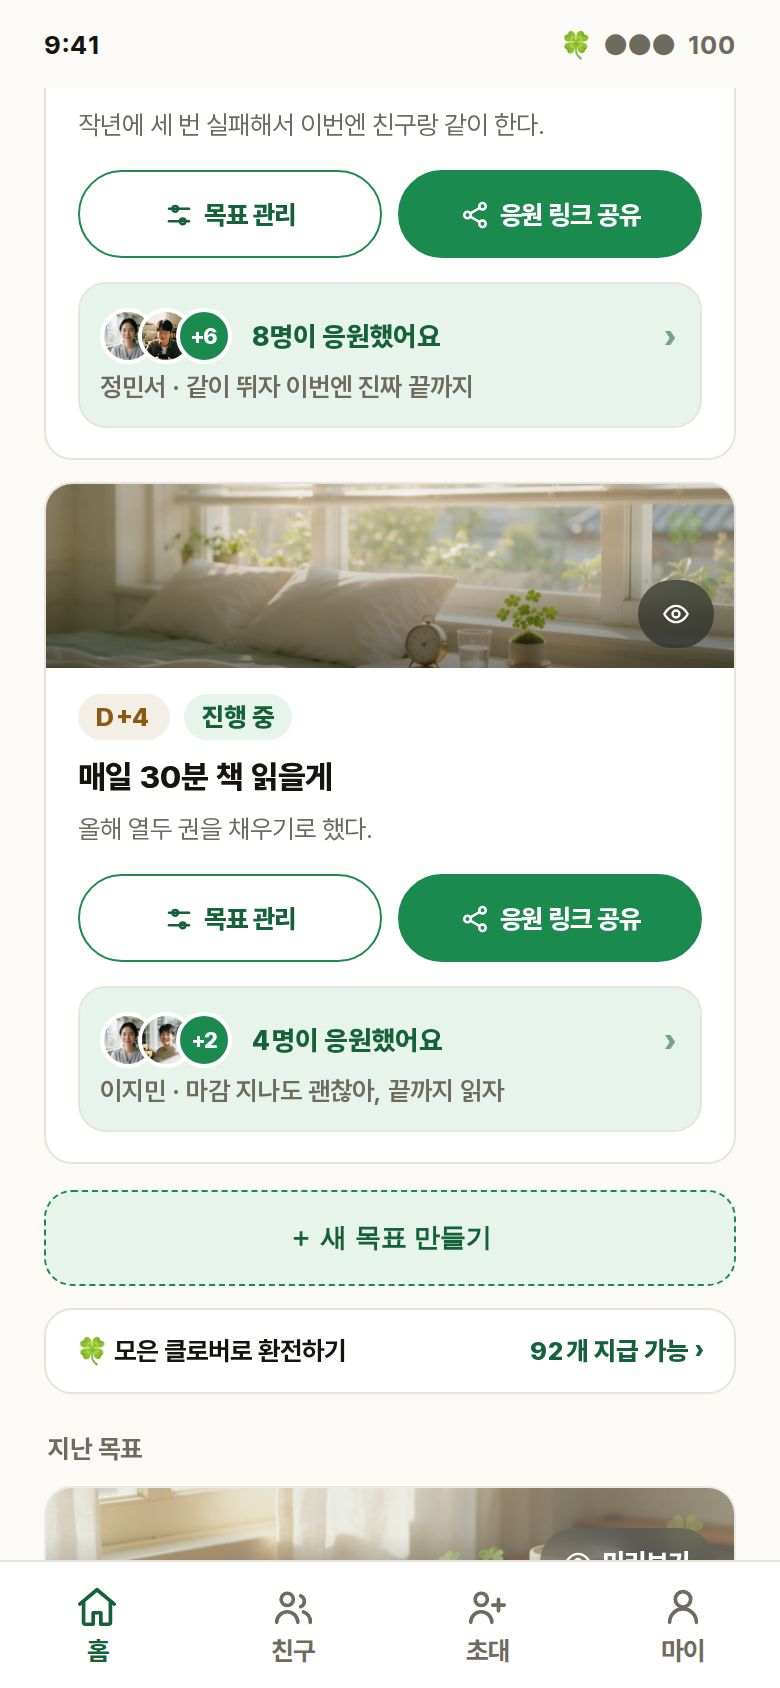 9:41
100
작년에 세 번 실패해서 이번엔 친구랑 같이 한다.
목표 관리
응원 링크 공유
+6
8명이 응원했어요
정민서 · 같이 뛰자 이번엔 진짜 끝까지
D+4
진행 중
매일 30분 책 읽을게
올해 열두 권을 채우기로 했다.
목표 관리
응원 링크 공유
+2
4명이 응원했어요
이지민 · 마감 지나도 괜찮아, 끝까지 읽자
+ 새 목표 만들기
모은 클로버로 환전하기
92개 지급 가능 ›
지난 목표
미리보기
홈
친구
초대
마이